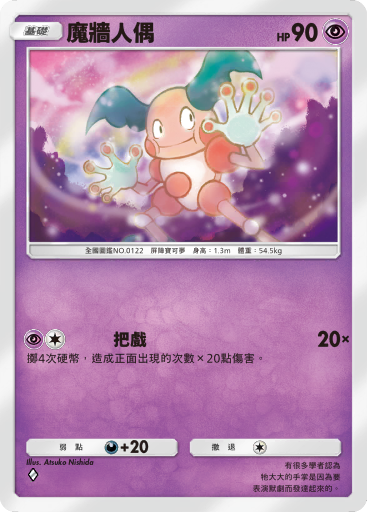 基礎 魔牆人偶 HP 90
全國圖鑑NO.0122 屏障寶可夢 身高：1.3m 體重：54.5kg
把戲 20×
擲4次硬幣，造成正面出現的次數×20點傷害。
弱點 +20 撤退
Illus. Atsuko Nishida
有很多學者認為
牠大大的手掌是因為要
表演默劇而發達起來的。